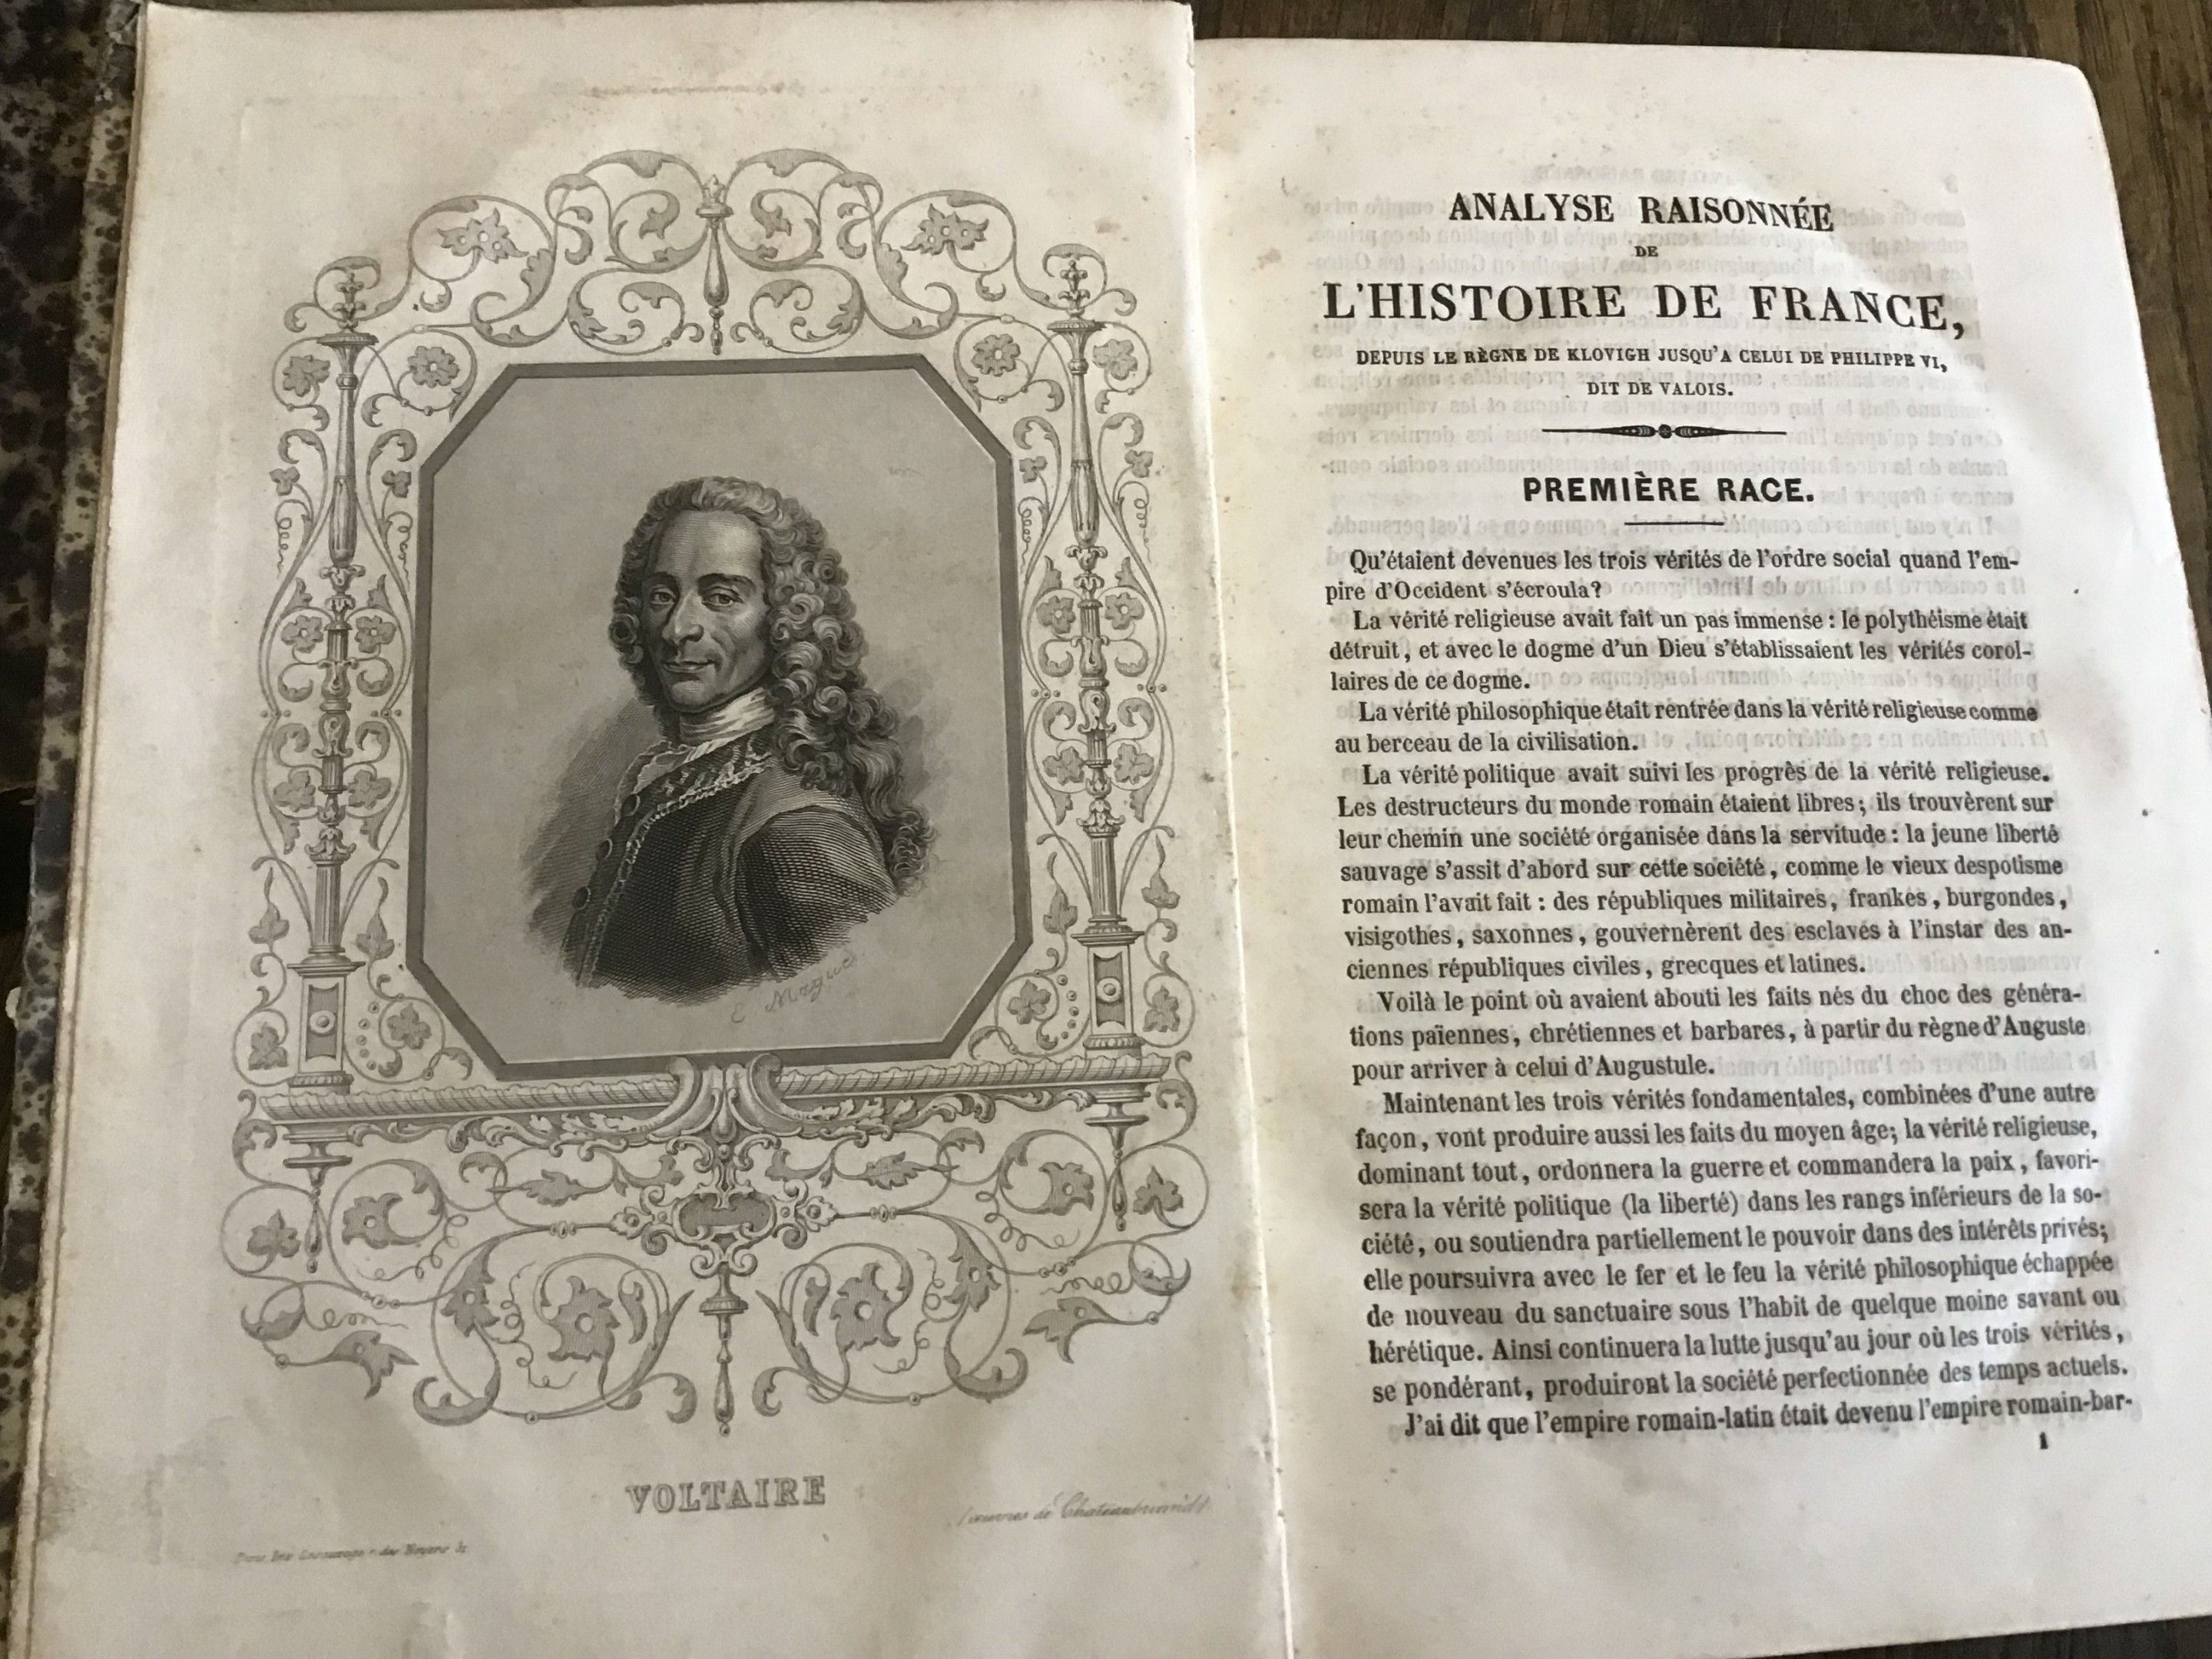 VOLTAIRE
Œuvres de Chateaubriand
ANALYSE RAISONNÉE
DE
L'HISTOIRE DE FRANCE,
DEPUIS LE RÈGNE DE KLOVIGH JUSQU'A CELUI DE PHILIPPE VI,
DIT DE VALOIS.
PREMIÈRE RACE.
Qu'étaient devenues les trois vérités de l'ordre social quand l'em-
pire d'Occident s'écroula?
La vérité religieuse avait fait un pas immense : le polythéisme était
détruit, et avec le dogme d'un Dieu s'établissaient les vérités corol-
laires de ce dogme.
La vérité philosophique était rentrée dans la vérité religieuse comme
au berceau de la civilisation.
La vérité politique avait suivi les progrès de la vérité religieuse.
Les destructeurs du monde romain étaient libres; ils trouvèrent sur
leur chemin une société organisée dans la servitude : la jeune liberté
sauvage s'assit d'abord sur cette société, comme le vieux despotisme
romain l'avait fait : des républiques militaires, frankes, burgondes,
visigothes, saxonnes, gouvernèrent des esclaves à l'instar des an-
ciennes républiques civiles, grecques et latines.
Voilà le point où avaient abouti les faits nés du choc des généra-
tions païennes, chrétiennes et barbares, à partir du règne d'Auguste
pour arriver à celui d'Augustule.
Maintenant les trois vérités fondamentales, combinées d'une autre
façon, vont produire aussi les faits du moyen âge; la vérité religieuse,
dominant tout, ordonnera la guerre et commandera la paix, favori-
sera la vérité politique (la liberté) dans les rangs inférieurs de la so-
ciété, ou soutiendra partiellement le pouvoir dans des intérêts privés;
elle poursuivra avec le fer et le feu la vérité philosophique échappée
de nouveau du sanctuaire sous l'habit de quelque moine savant ou
hérétique. Ainsi continuera la lutte jusqu'au jour où les trois vérités,
se pondérant, produiront la société perfectionnée des temps actuels.
J'ai dit que l'empire romain-latin était devenu l'empire romain-bar-
1